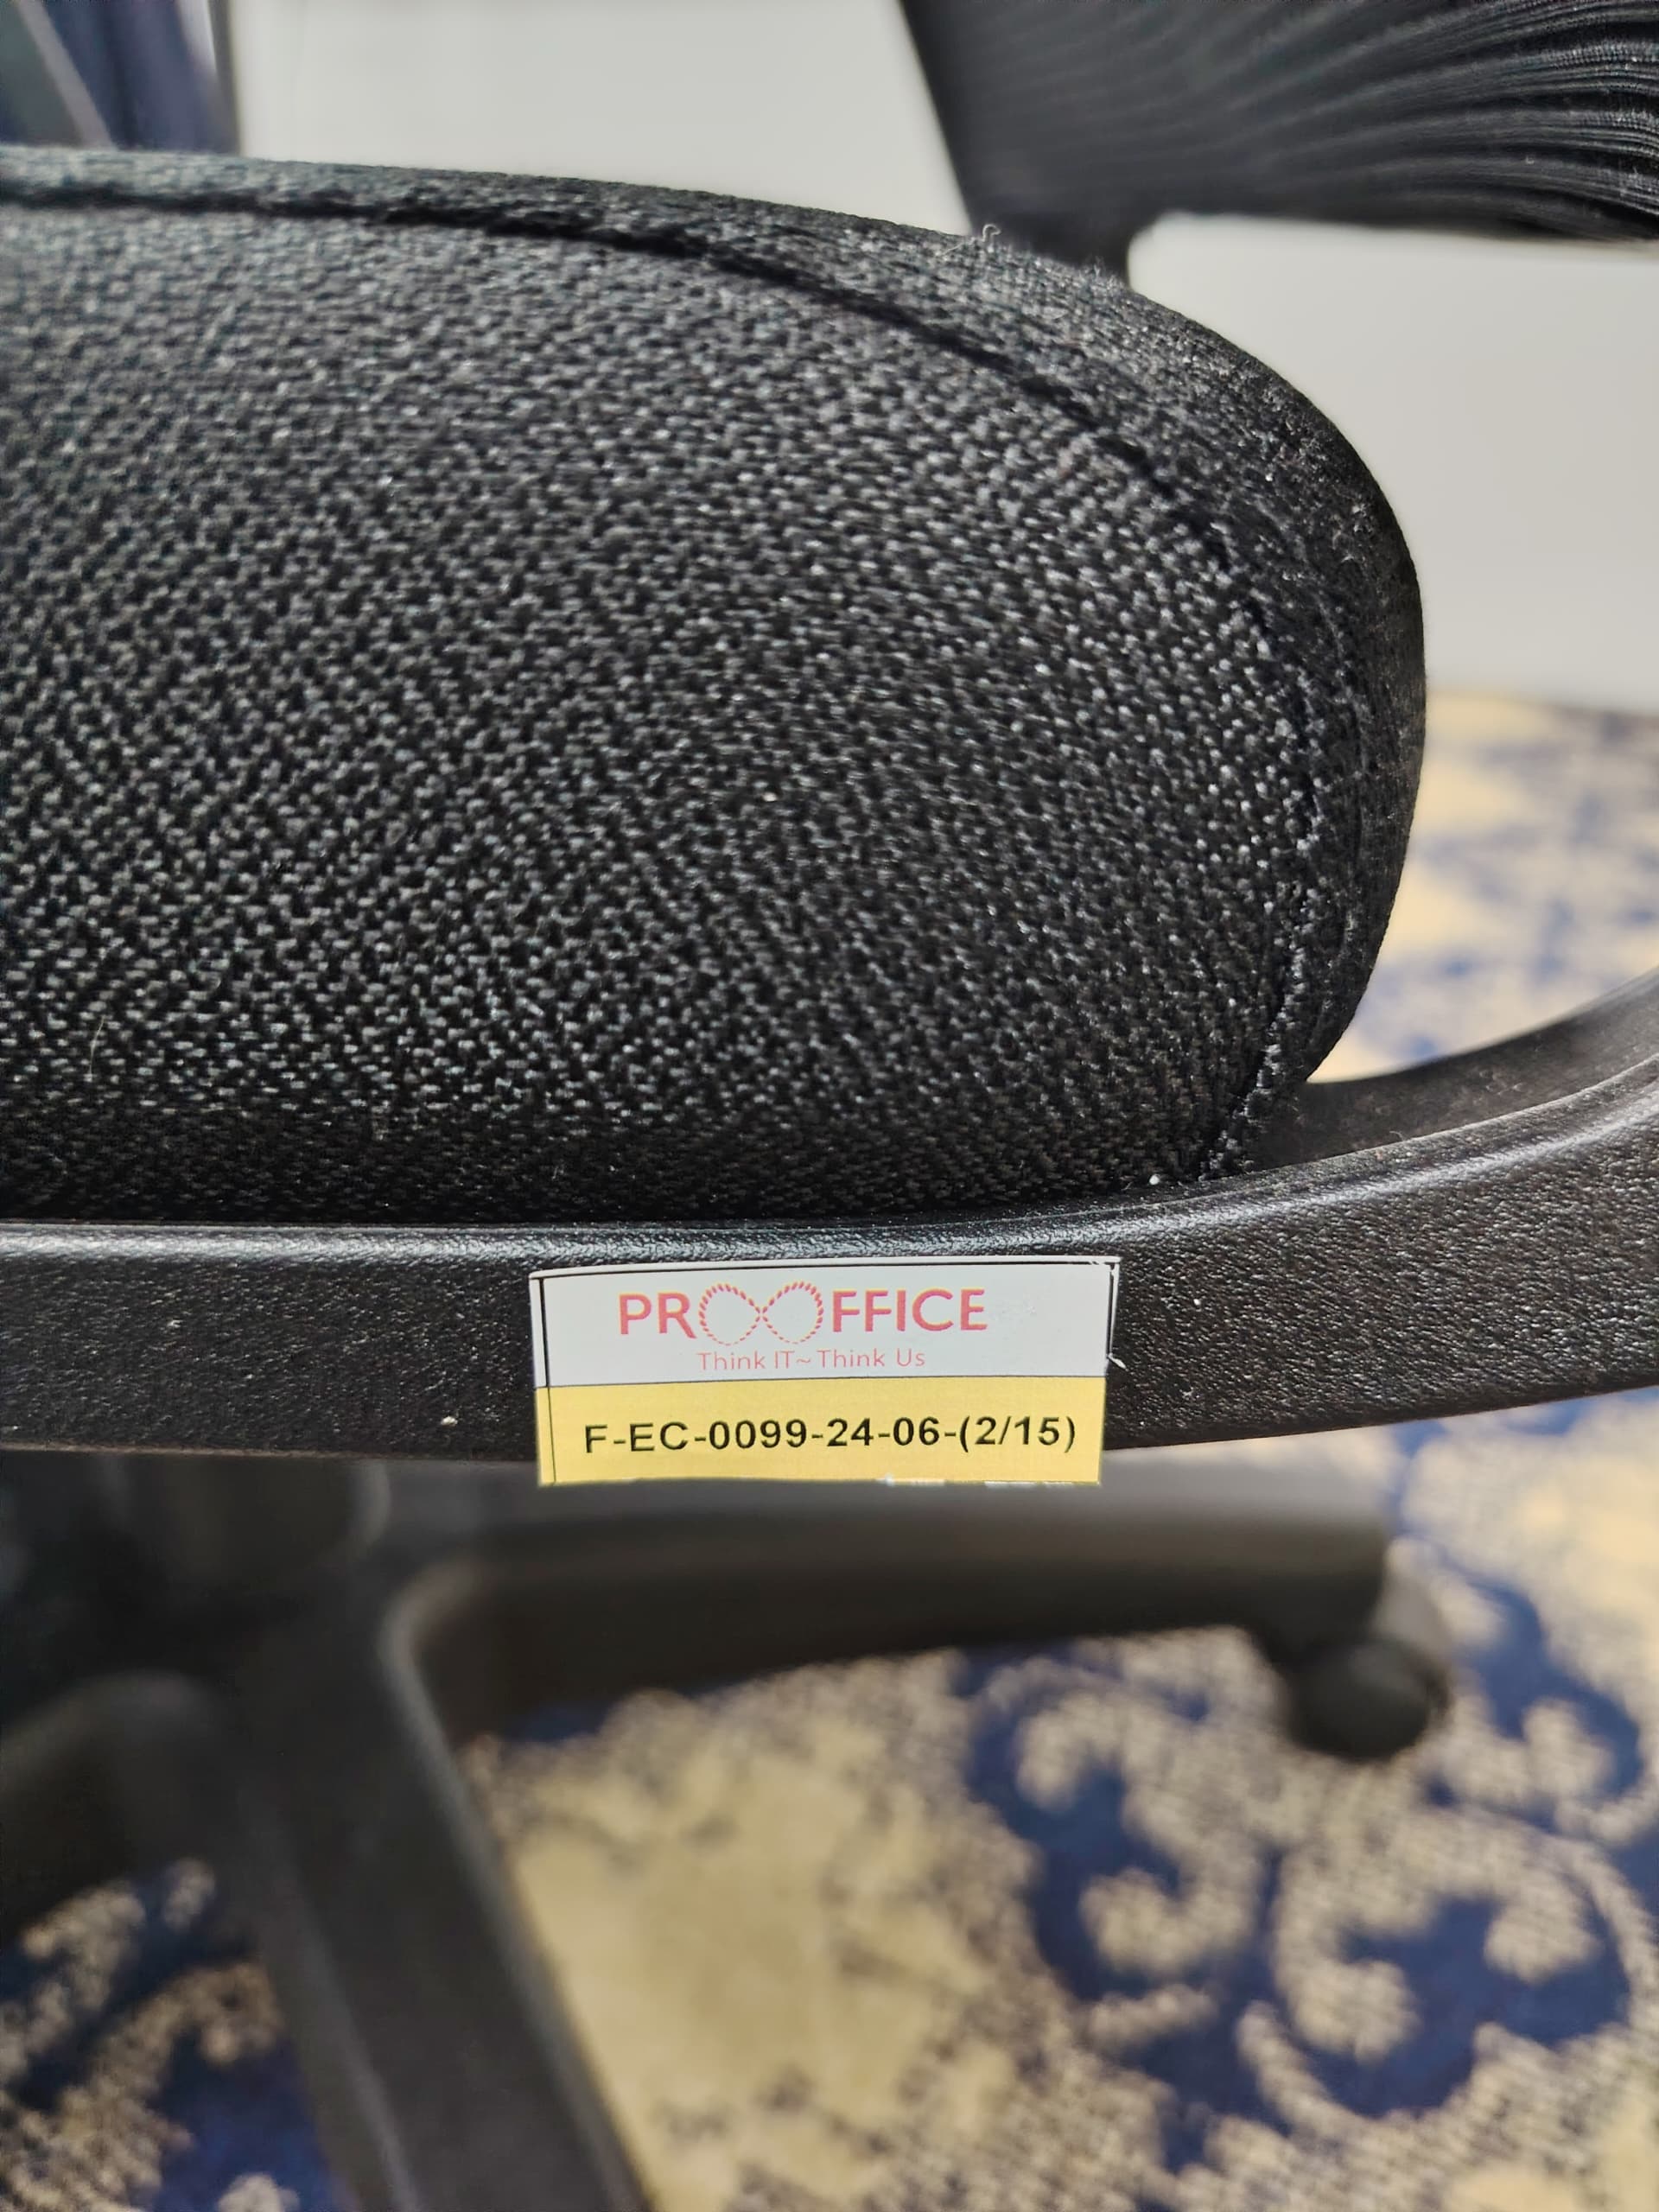 PROOFFICE
Think IT~Think Us
F-EC-0099-24-06-(2/15)